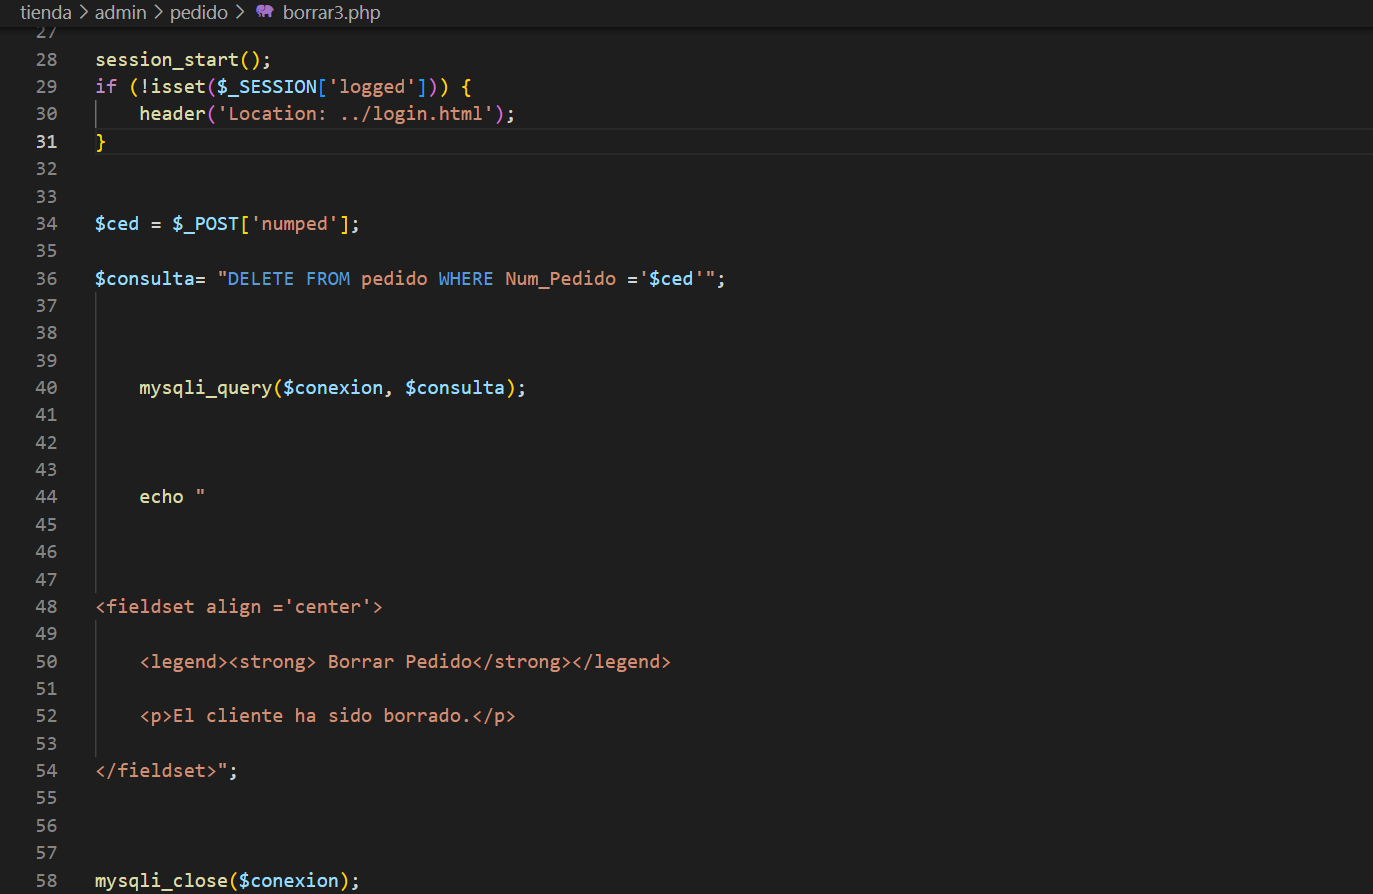 tienda > admin > pedido > borrar3.php
27
28 session_start();
29 if (!isset($_SESSION['logged'])) {
30     header('Location: ../login.html');
31 }
32
33
34 $ced = $_POST['numped'];
35
36 $consulta= "DELETE FROM pedido WHERE Num_Pedido ='$ced'";
37
38
39
40     mysqli_query($conexion, $consulta);
41
42
43
44     echo "
45
46
47
48 <fieldset align ='center'>
49
50     <legend><strong> Borrar Pedido</strong></legend>
51
52     <p>El cliente ha sido borrado.</p>
53
54 </fieldset>";
55
56
57
58 mysqli_close($conexion);